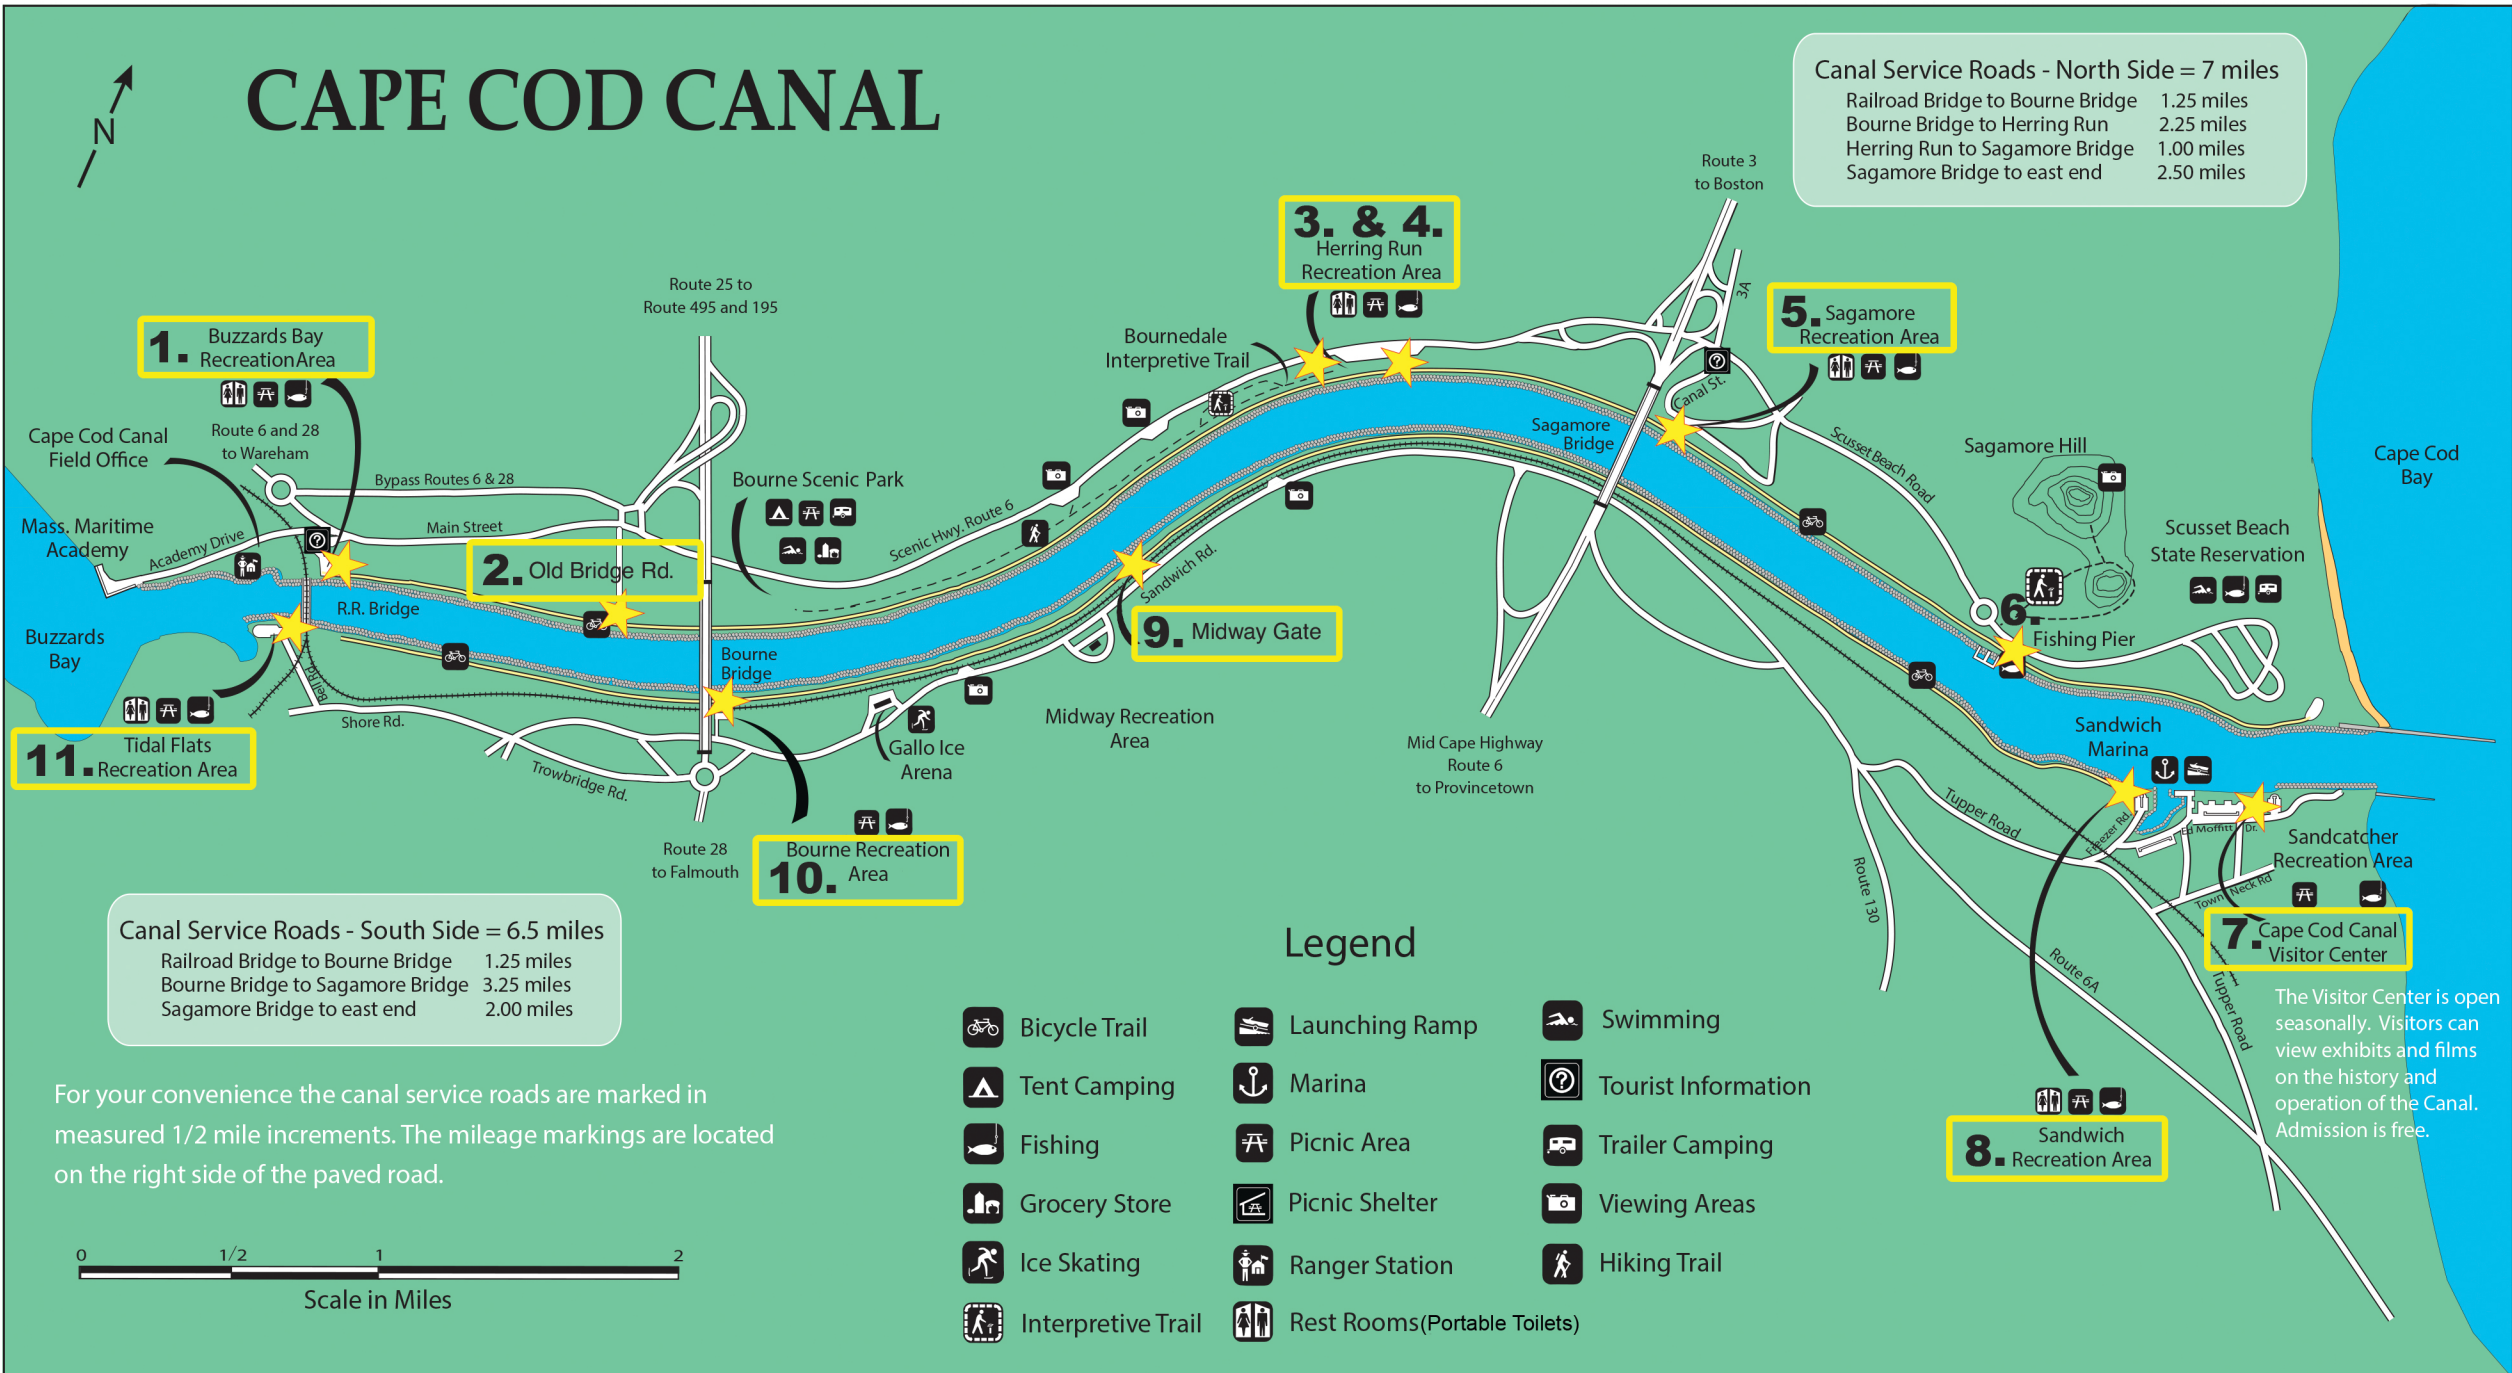 CAPE COD CANAL
N
Canal Service Roads - North Side = 7 miles
Railroad Bridge to Bourne Bridge 1.25 miles
Bourne Bridge to Herring Run 2.25 miles
Herring Run to Sagamore Bridge 1.00 miles
Sagamore Bridge to east end 2.50 miles
Route 3
to Boston
3. & 4.
Herring Run
Recreation Area
3A
Route 25 to
Route 495 and 195
5. Sagamore
Recreation Area
1. Buzzards Bay
Recreation Area
Bournedale
Interpretive Trail
Canal St.
Cape Cod Canal
Field Office
Route 6 and 28
to Wareham
Sagamore
Bridge
Scusset Beach Road
Sagamore Hill
Cape Cod
Bay
Bypass Routes 6 & 28
Bourne Scenic Park
Main Street
Scenic Hwy. Route 6
Mass. Maritime
Academy
Academy Drive
Scusset Beach
State Reservation
2. Old Bridge Rd.
Sandwich Rd.
R.R. Bridge
6.
Fishing Pier
Buzzards
Bay
9. Midway Gate
Bourne
Bridge
Bell Rd.
Shore Rd.
Midway Recreation
Area
Sandwich
Marina
11. Tidal Flats
Recreation Area
Gallo Ice
Arena
Mid Cape Highway
Route 6
to Provincetown
Trowbridge Rd.
Tupper Road
Freezer Rd.
Ed Moffitt Dr.
Sandcatcher
Recreation Area
Route 28
to Falmouth
Bourne Recreation
10. Area
Route 130
Town Neck Rd
7. Cape Cod Canal
Visitor Center
Route 6A
Tupper Road
The Visitor Center is open
seasonally. Visitors can
view exhibits and films
on the history and
operation of the Canal.
Admission is free.
8. Sandwich
Recreation Area
Canal Service Roads - South Side = 6.5 miles
Railroad Bridge to Bourne Bridge 1.25 miles
Bourne Bridge to Sagamore Bridge 3.25 miles
Sagamore Bridge to east end 2.00 miles
For your convenience the canal service roads are marked in
measured 1/2 mile increments. The mileage markings are located
on the right side of the paved road.
0 1/2 1 2
Scale in Miles
Legend
Bicycle Trail
Tent Camping
Fishing
Grocery Store
Ice Skating
Interpretive Trail
Launching Ramp
Marina
Picnic Area
Picnic Shelter
Ranger Station
Rest Rooms (Portable Toilets)
Swimming
Tourist Information
Trailer Camping
Viewing Areas
Hiking Trail